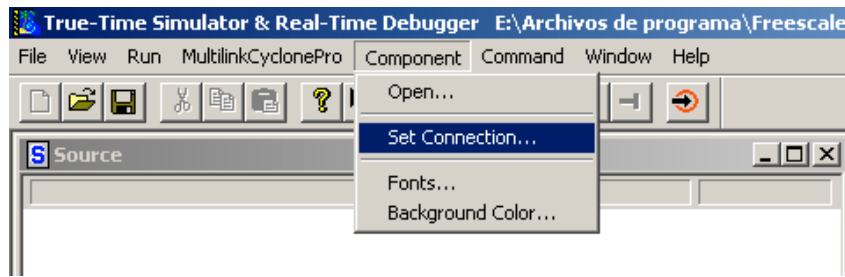 True-Time Simulator & Real-Time Debugger E:\Archivos de programa\Freescale
File View Run MultilinkCyclonePro Component Command Window Help
Open...
Set Connection...
S Source
Fonts...
Background Color...